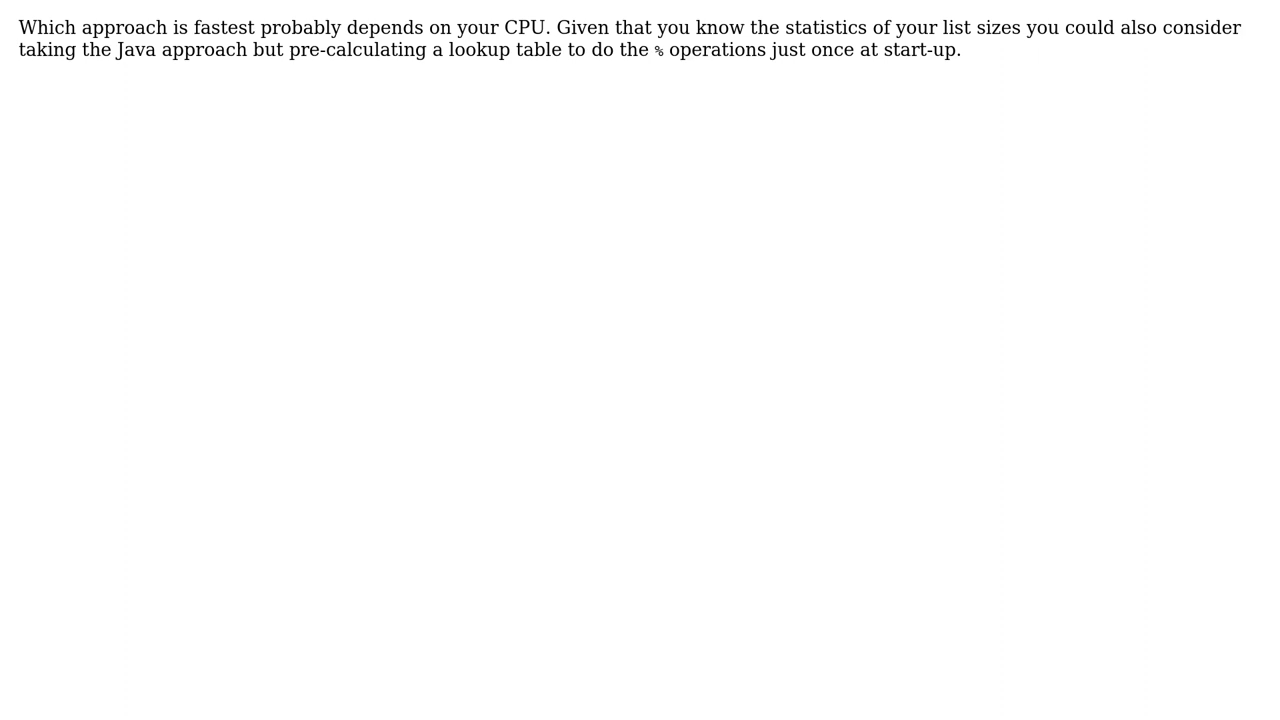 Which approach is fastest probably depends on your CPU. Given that you know the statistics of your list sizes you could also consider
taking the Java approach but pre-calculating a lookup table to do the % operations just once at start-up.